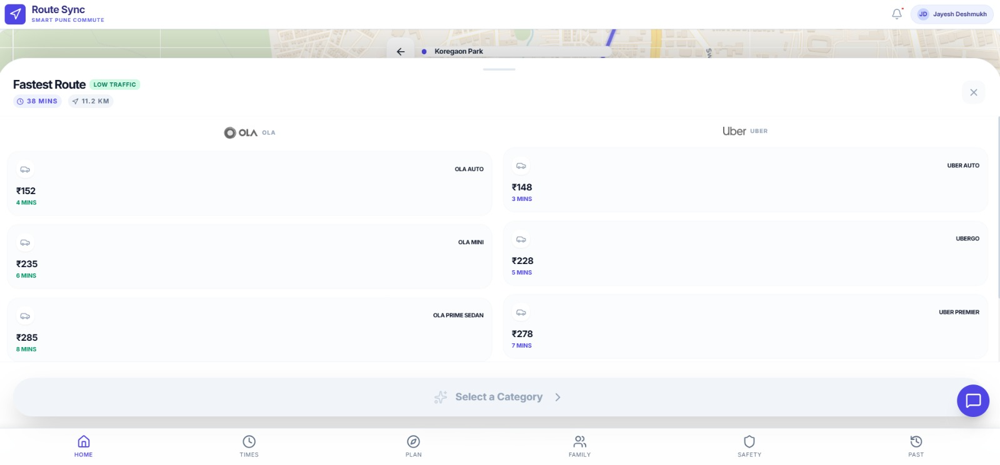 Route Sync
SMART PUNE COMMUTE
JD Jayesh Deshmukh
Koregaon Park
Fastest Route LOW TRAFFIC
38 MINS 11.2 KM
OLA OLA
OLA AUTO
₹152
4 MINS
OLA MINI
₹235
6 MINS
OLA PRIME SEDAN
₹285
8 MINS
Uber UBER
UBER AUTO
₹148
3 MINS
UBERGO
₹228
5 MINS
UBER PREMIER
₹278
7 MINS
Select a Category
HOME TIMES PLAN FAMILY SAFETY PAST